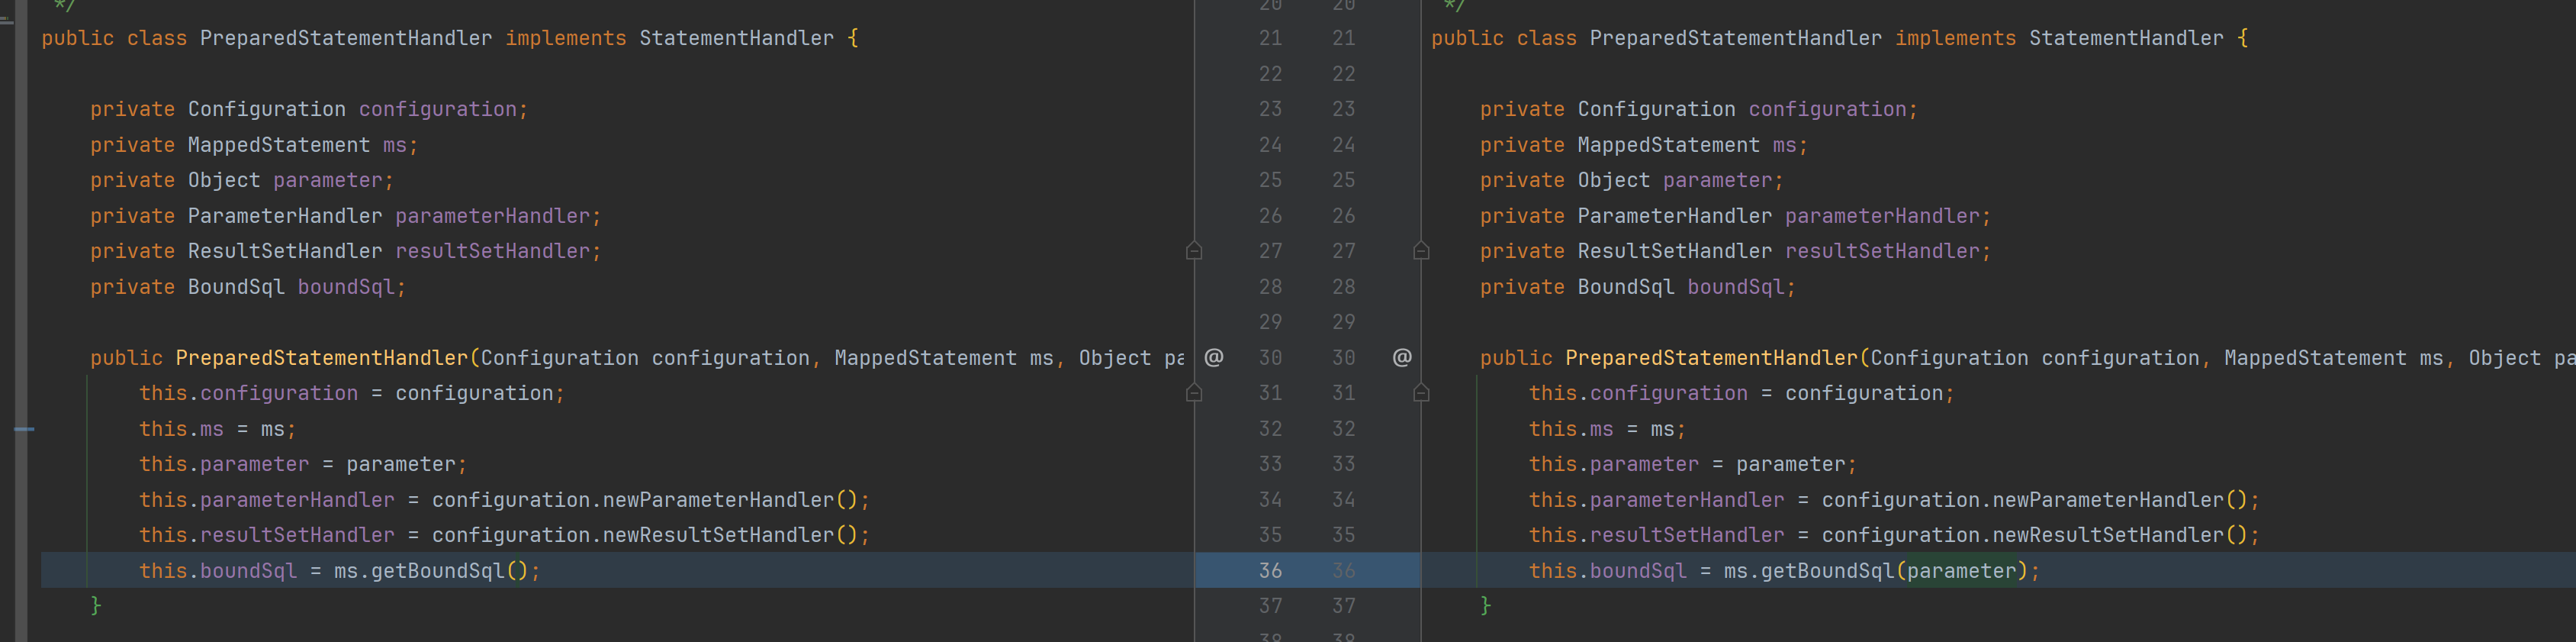 */
public class PreparedStatementHandler implements StatementHandler {
private Configuration configuration;
private MappedStatement ms;
private Object parameter;
private ParameterHandler parameterHandler;
private ResultSetHandler resultSetHandler;
private BoundSql boundSql;
public PreparedStatementHandler(Configuration configuration, MappedStatement ms, Object pa
this.configuration = configuration;
this.ms = ms;
this.parameter = parameter;
this.parameterHandler = configuration.newParameterHandler();
this.resultSetHandler = configuration.newResultSetHandler();
this.boundSql = ms.getBoundSql();
}
20 20
21 21
22 22
23 23
24 24
25 25
26 26
27 27
28 28
29 29
@ 30 30 @
31 31
32 32
33 33
34 34
35 35
36 36
37 37
38 38
*/
public class PreparedStatementHandler implements StatementHandler {
private Configuration configuration;
private MappedStatement ms;
private Object parameter;
private ParameterHandler parameterHandler;
private ResultSetHandler resultSetHandler;
private BoundSql boundSql;
public PreparedStatementHandler(Configuration configuration, MappedStatement ms, Object pa
this.configuration = configuration;
this.ms = ms;
this.parameter = parameter;
this.parameterHandler = configuration.newParameterHandler();
this.resultSetHandler = configuration.newResultSetHandler();
this.boundSql = ms.getBoundSql(parameter);
}